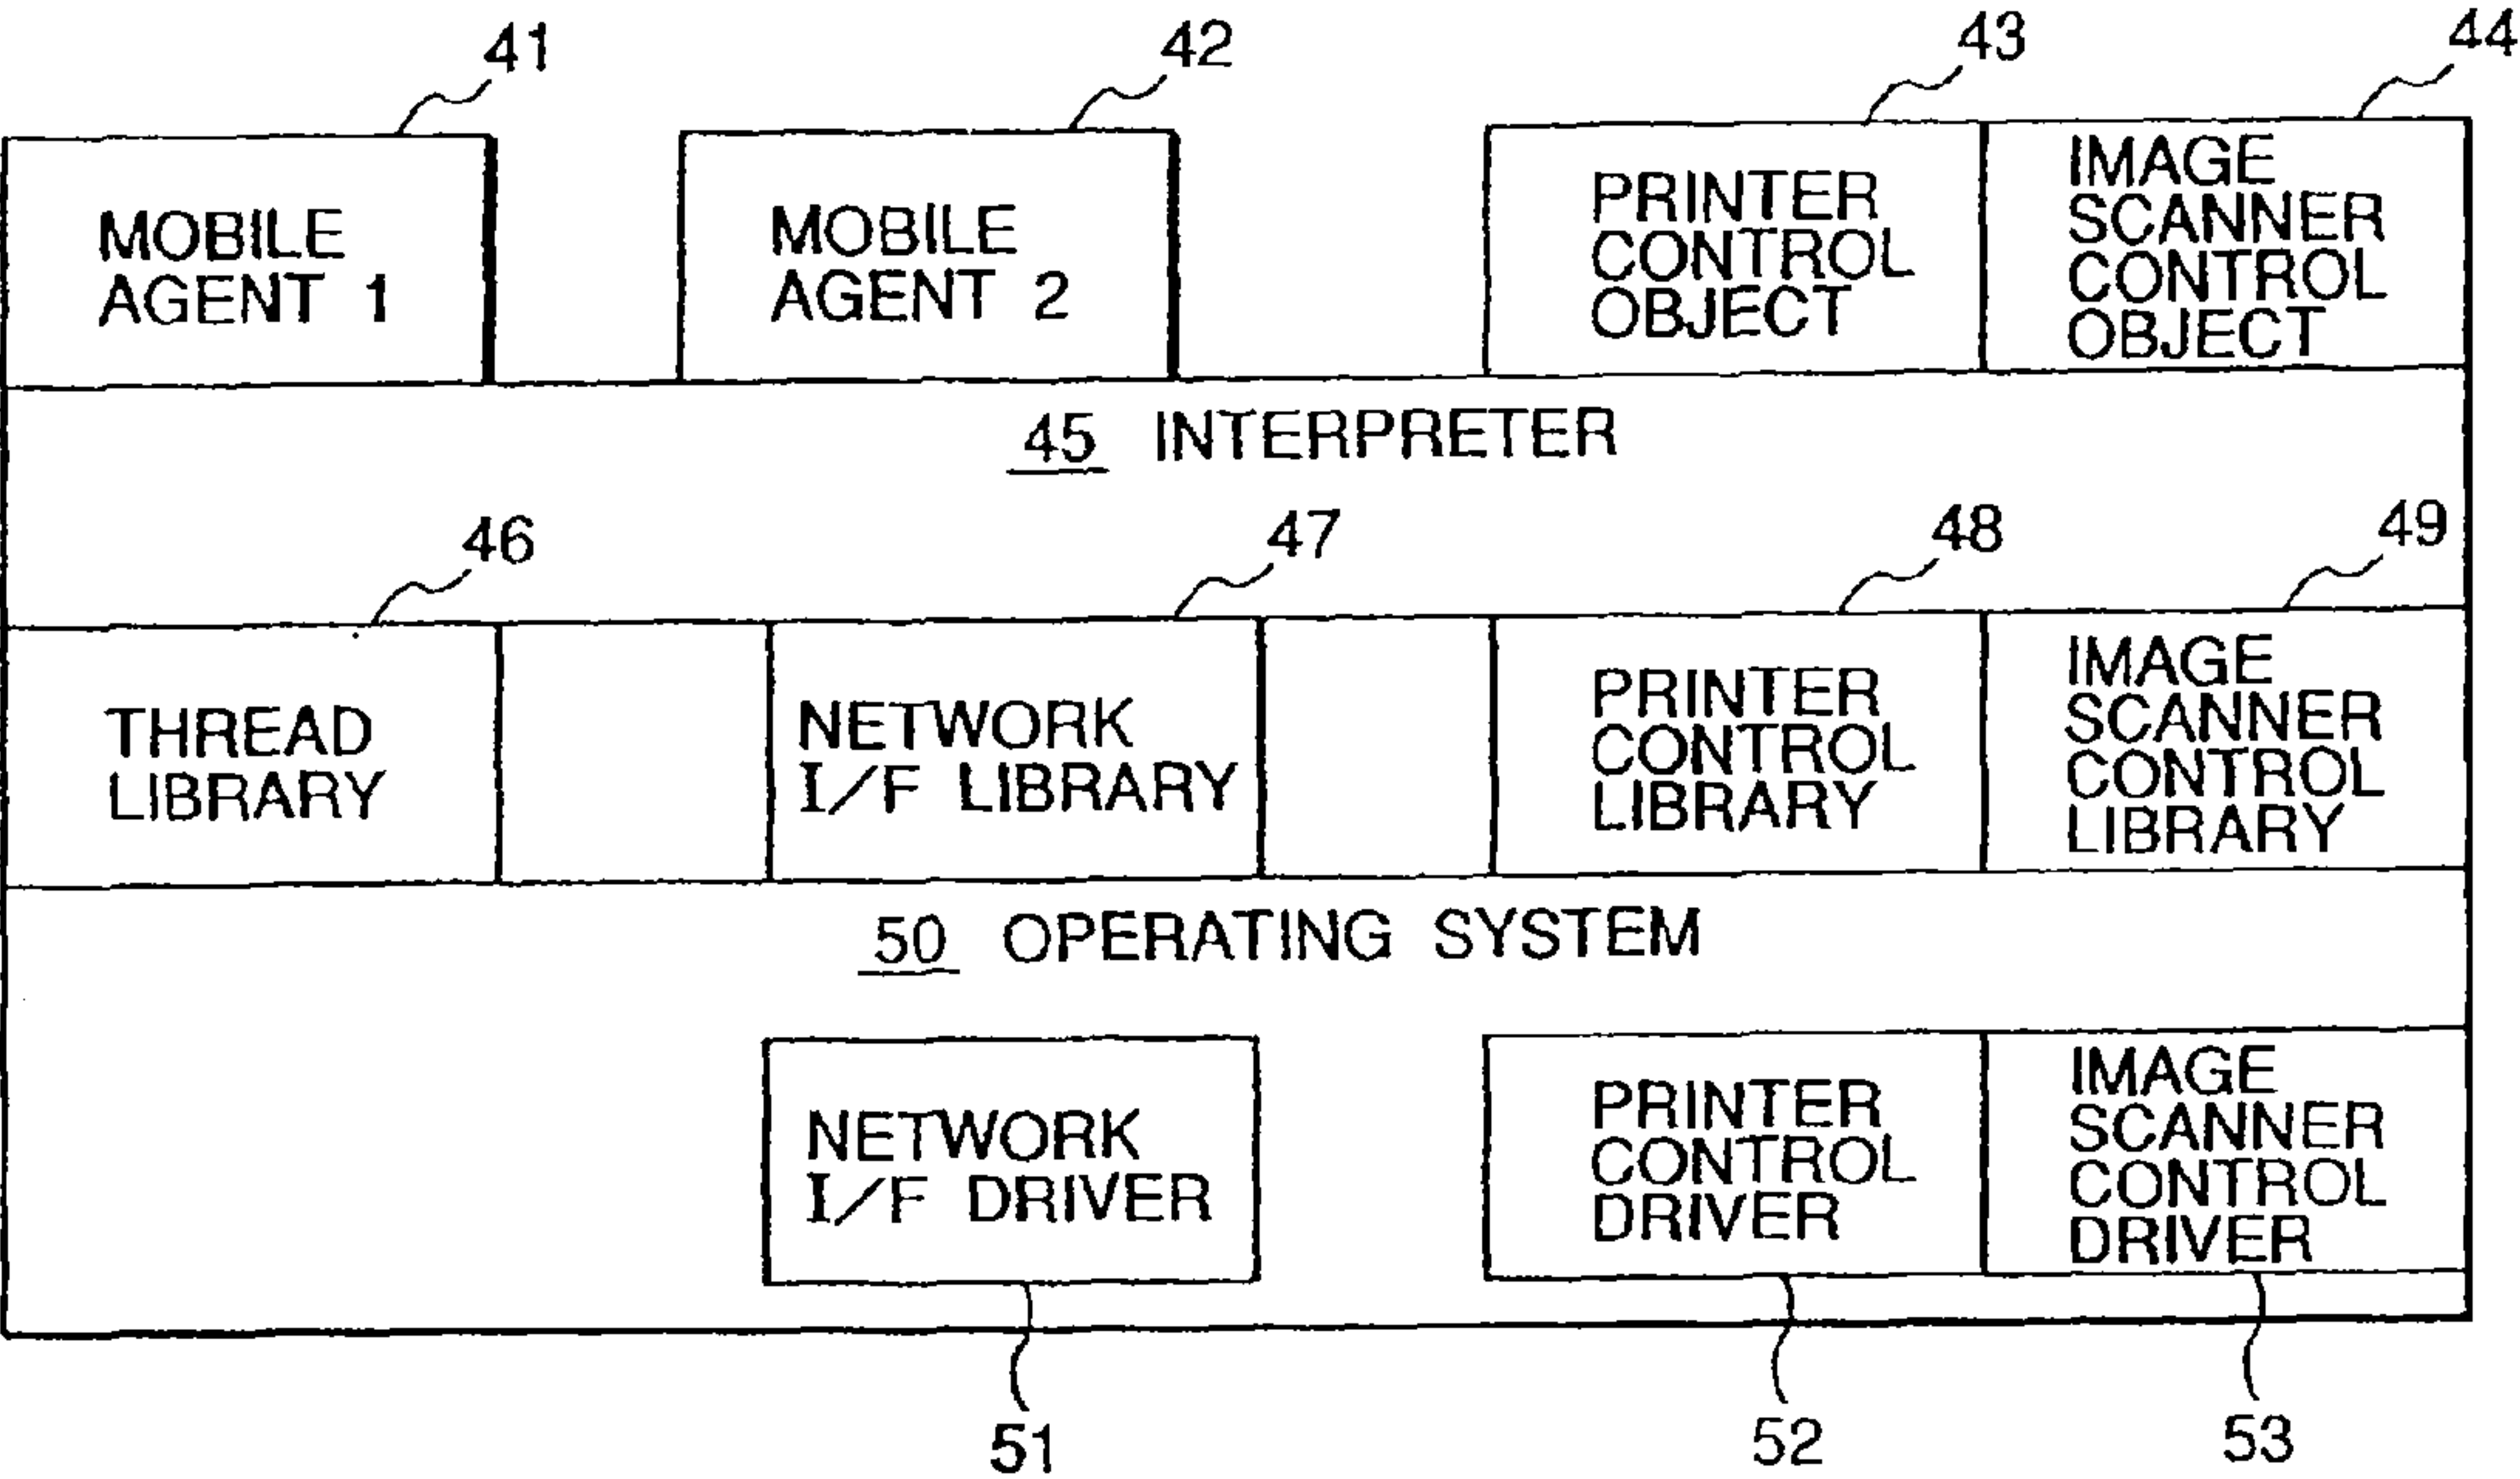 41
42
43
44
MOBILE
AGENT 1
MOBILE
AGENT 2
PRINTER
CONTROL
OBJECT
IMAGE
SCANNER
CONTROL
OBJECT
45 INTERPRETER
46
47
48
49
THREAD
LIBRARY
NETWORK
I/F LIBRARY
PRINTER
CONTROL
LIBRARY
IMAGE
SCANNER
CONTROL
LIBRARY
50 OPERATING SYSTEM
NETWORK
I/F DRIVER
PRINTER
CONTROL
DRIVER
IMAGE
SCANNER
CONTROL
DRIVER
51
52
53